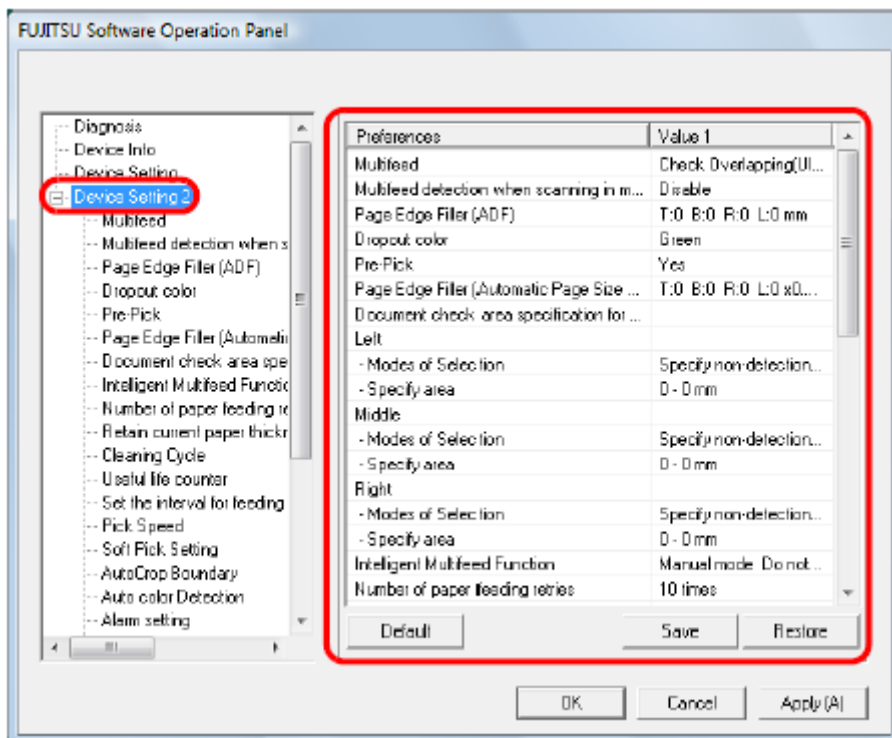 FUJITSU Software Operation Panel
Diagnosis
Device Info
Device Setting
Device Setting 2
Multifeed
Multifeed detection when s
Page Edge Filler (ADF)
Dropout color
Pre-Pick
Page Edge Filler (Automatic
Document check area spe
Intelligent Multifeed Functio
Number of paper feeding re
Retain current paper thickr
Cleaning Cycle
Useful life counter
Set the interval for feeding
Pick Speed
Soft Pick Setting
AutoCrop Boundary
Auto color Detection
Alarm setting
Preferences Value 1
Multifeed Check Overlapping(Ul...
Multifeed detection when scanning in m... Disable
Page Edge Filler (ADF) T:0 B:0 R:0 L:0 mm
Dropout color Green
Pre-Pick Yes
Page Edge Filler (Automatic Page Size ... T:0 B:0 R:0 L:0 x0....
Document check area specification for ...
Left
- Modes of Selection Specify non-detection...
- Specify area 0 - 0 mm
Middle
- Modes of Selection Specify non-detection...
- Specify area 0 - 0 mm
Right
- Modes of Selection Specify non-detection...
- Specify area 0 - 0 mm
Intelligent Multifeed Function Manual mode Do not...
Number of paper feeding retries 10 times
Default Save Restore
OK Cancel Apply (A)